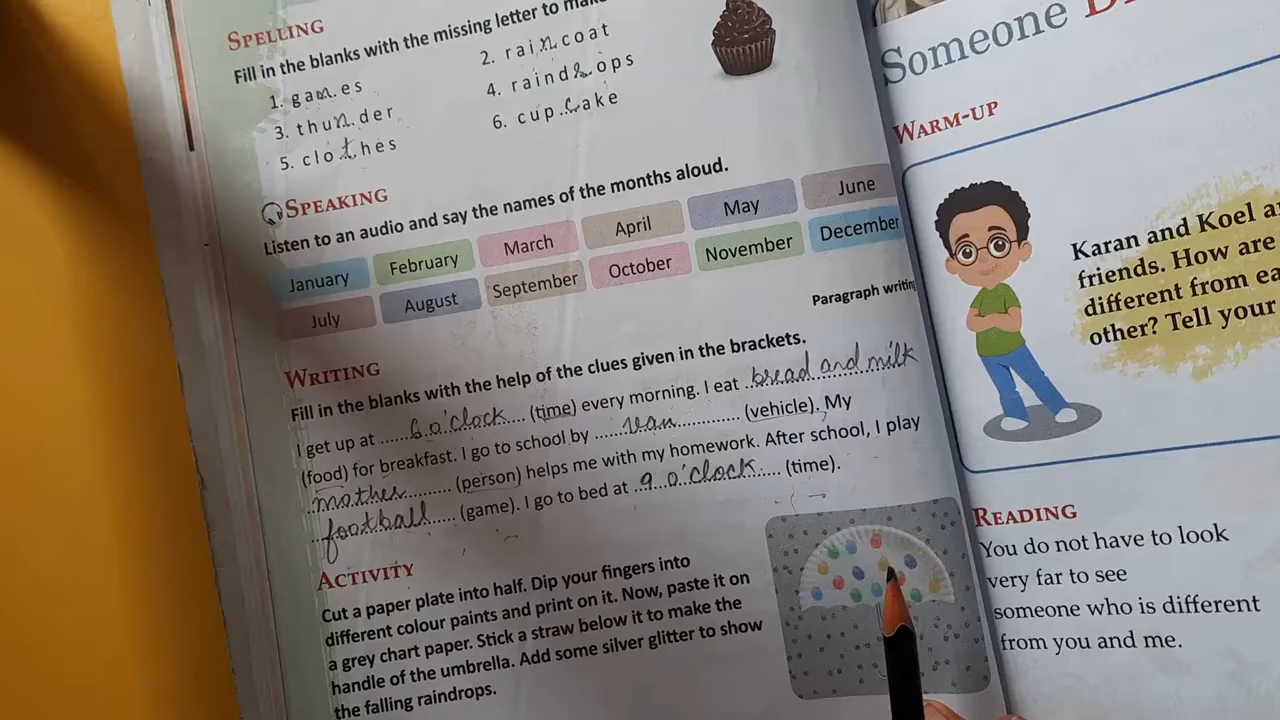 SPELLING
Fill in the blanks with the missing letter to make
1. games
2. raincoat
3. thunder
4. raindrops
5. clothes
6. cupcake
SPEAKING
Listen to an audio and say the names of the months aloud.
January February March April May June
July August September October November December
Paragraph writing
WRITING
Fill in the blanks with the help of the clues given in the brackets.
I get up at 6 o'clock (time) every morning. I eat bread and milk
(food) for breakfast. I go to school by van (vehicle). My
mother (person) helps me with my homework. After school, I play
football (game). I go to bed at 9 o'clock (time).
ACTIVITY
Cut a paper plate into half. Dip your fingers into
different colour paints and print on it. Now, paste it on
a grey chart paper. Stick a straw below it to make the
handle of the umbrella. Add some silver glitter to show
the falling raindrops.
Someone
WARM-UP
Karan and Koel
friends. How are
different from
other? Tell your
READING
You do not have to look
very far to see
someone who is different
from you and me.